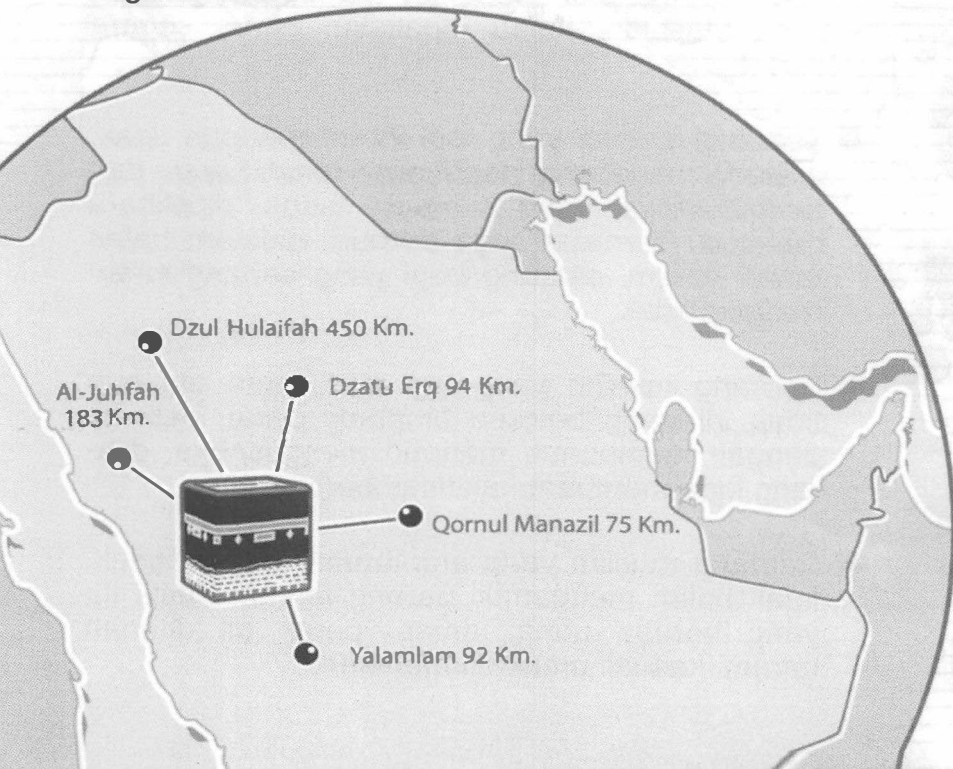 Dzul Hulaifah 450 Km.
Dzatu Erq 94 Km.
Al-Juhfah
183 Km.
Qornul Manazil 75 Km.
Yalamlam 92 Km.